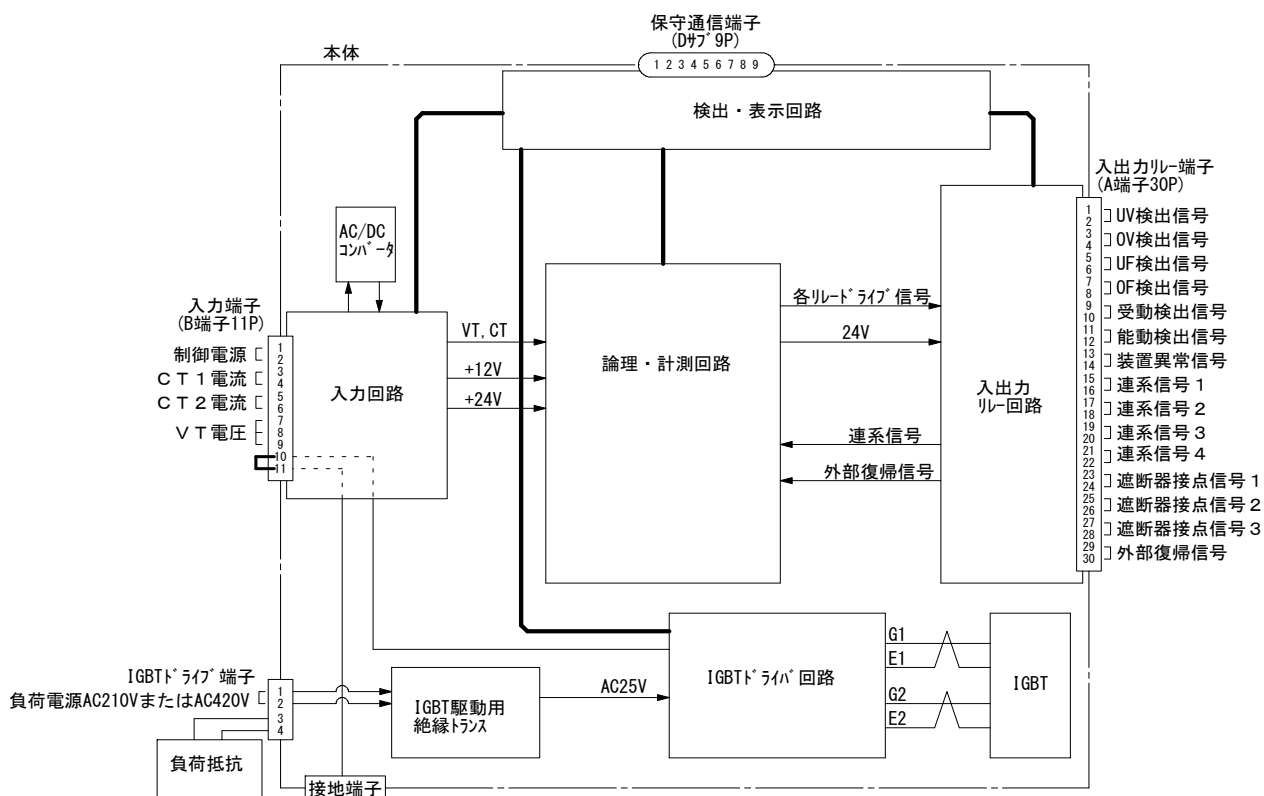 保守通信端子
(Dｻﾌﾞ9P)
本体
1 2 3 4 5 6 7 8 9
検出・表示回路
入出力ﾘﾚｰ端子
(A端子30P)
AC/DC
ｺﾝﾊﾞｰﾀ
入力端子
(B端子11P)
制御電源
ＣＴ１電流
ＣＴ２電流
ＶＴ電圧
1
2
3
4
5
6
7
8
9
10
11
入力回路
VT, CT
+12V
+24V
論理・計測回路
各ﾘﾚｰﾄﾞﾗｲﾌﾞ信号
24V
連系信号
外部復帰信号
入出力
ﾘﾚｰ回路
1
2
3
4
5
6
7
8
9
10
11
12
13
14
15
16
17
18
19
20
21
22
23
24
25
26
27
28
29
30
UV検出信号
OV検出信号
UF検出信号
OF検出信号
受動検出信号
能動検出信号
装置異常信号
連系信号１
連系信号２
連系信号３
連系信号４
遮断器接点信号１
遮断器接点信号２
遮断器接点信号３
外部復帰信号
IGBTﾄﾞﾗｲﾌﾞ端子
負荷電源AC210VまたはAC420V
1
2
3
4
負荷抵抗
接地端子
IGBT駆動用
絶縁ﾄﾗﾝｽ
AC25V
IGBTﾄﾞﾗｲﾊﾞ回路
G1
E1
G2
E2
IGBT